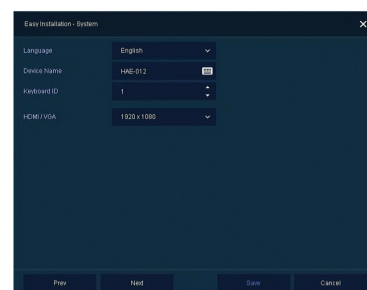 Easy Installation - System
Language English
Device Name HAE-012
Keyboard ID 1
HDMI / VGA 1920 x 1080
Prev Next Save Cancel